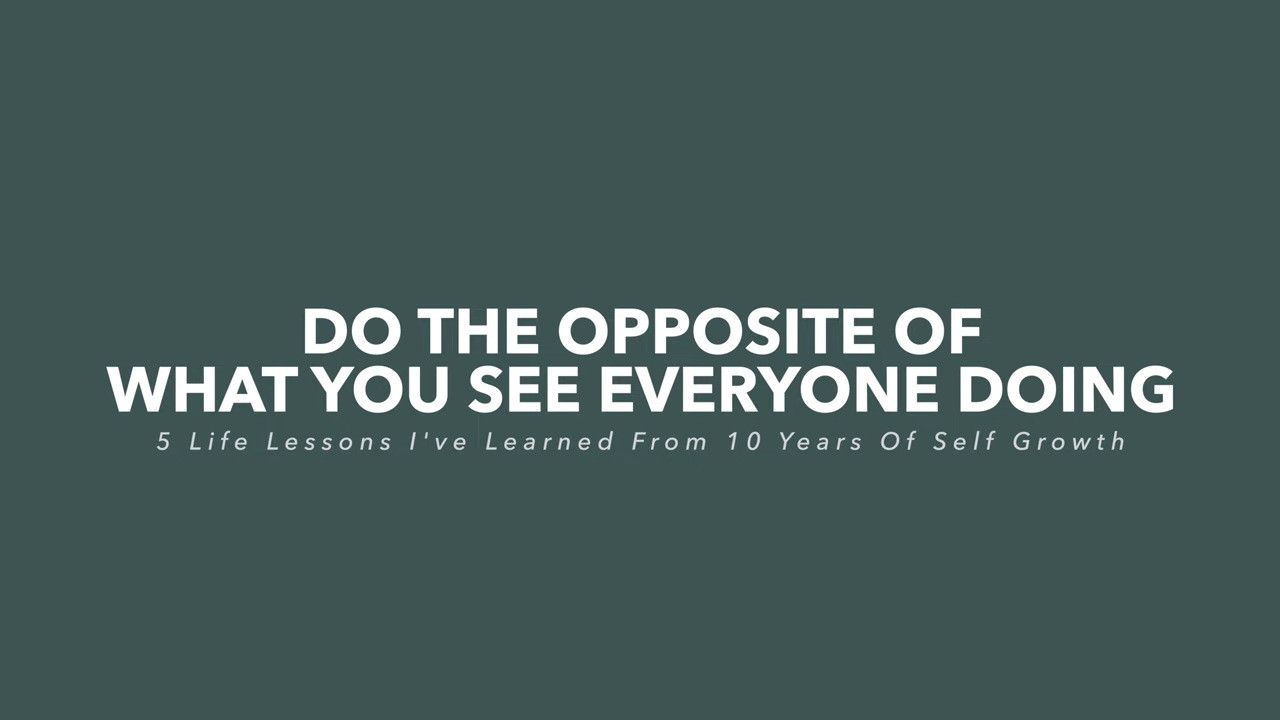 DO THE OPPOSITE OF
WHAT YOU SEE EVERYONE DOING
5 Life Lessons I've Learned From 10 Years Of Self Growth